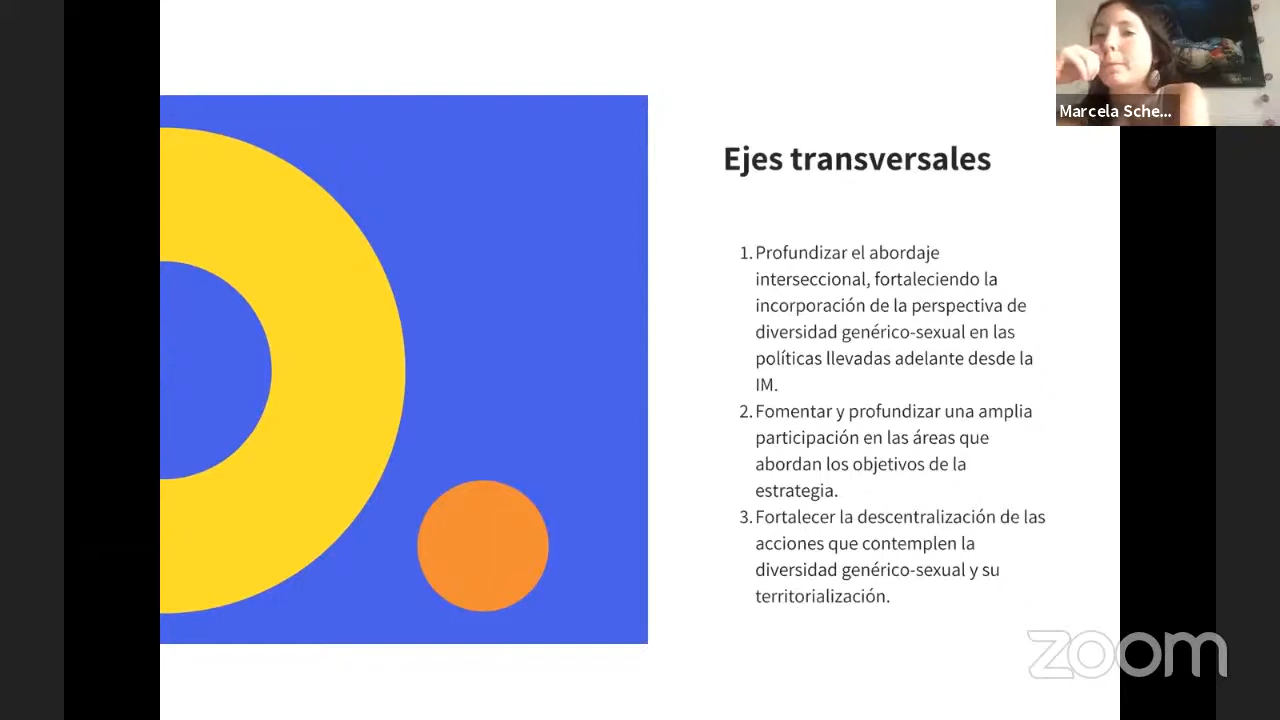 Marcela Sche...
Ejes transversales
1. Profundizar el abordaje
interseccional, fortaleciendo la
incorporación de la perspectiva de
diversidad genérico-sexual en las
políticas llevadas adelante desde la
IM.
2. Fomentar y profundizar una amplia
participación en las áreas que
abordan los objetivos de la
estrategia.
3. Fortalecer la descentralización de las
acciones que contemplen la
diversidad genérico-sexual y su
territorialización.
zoom